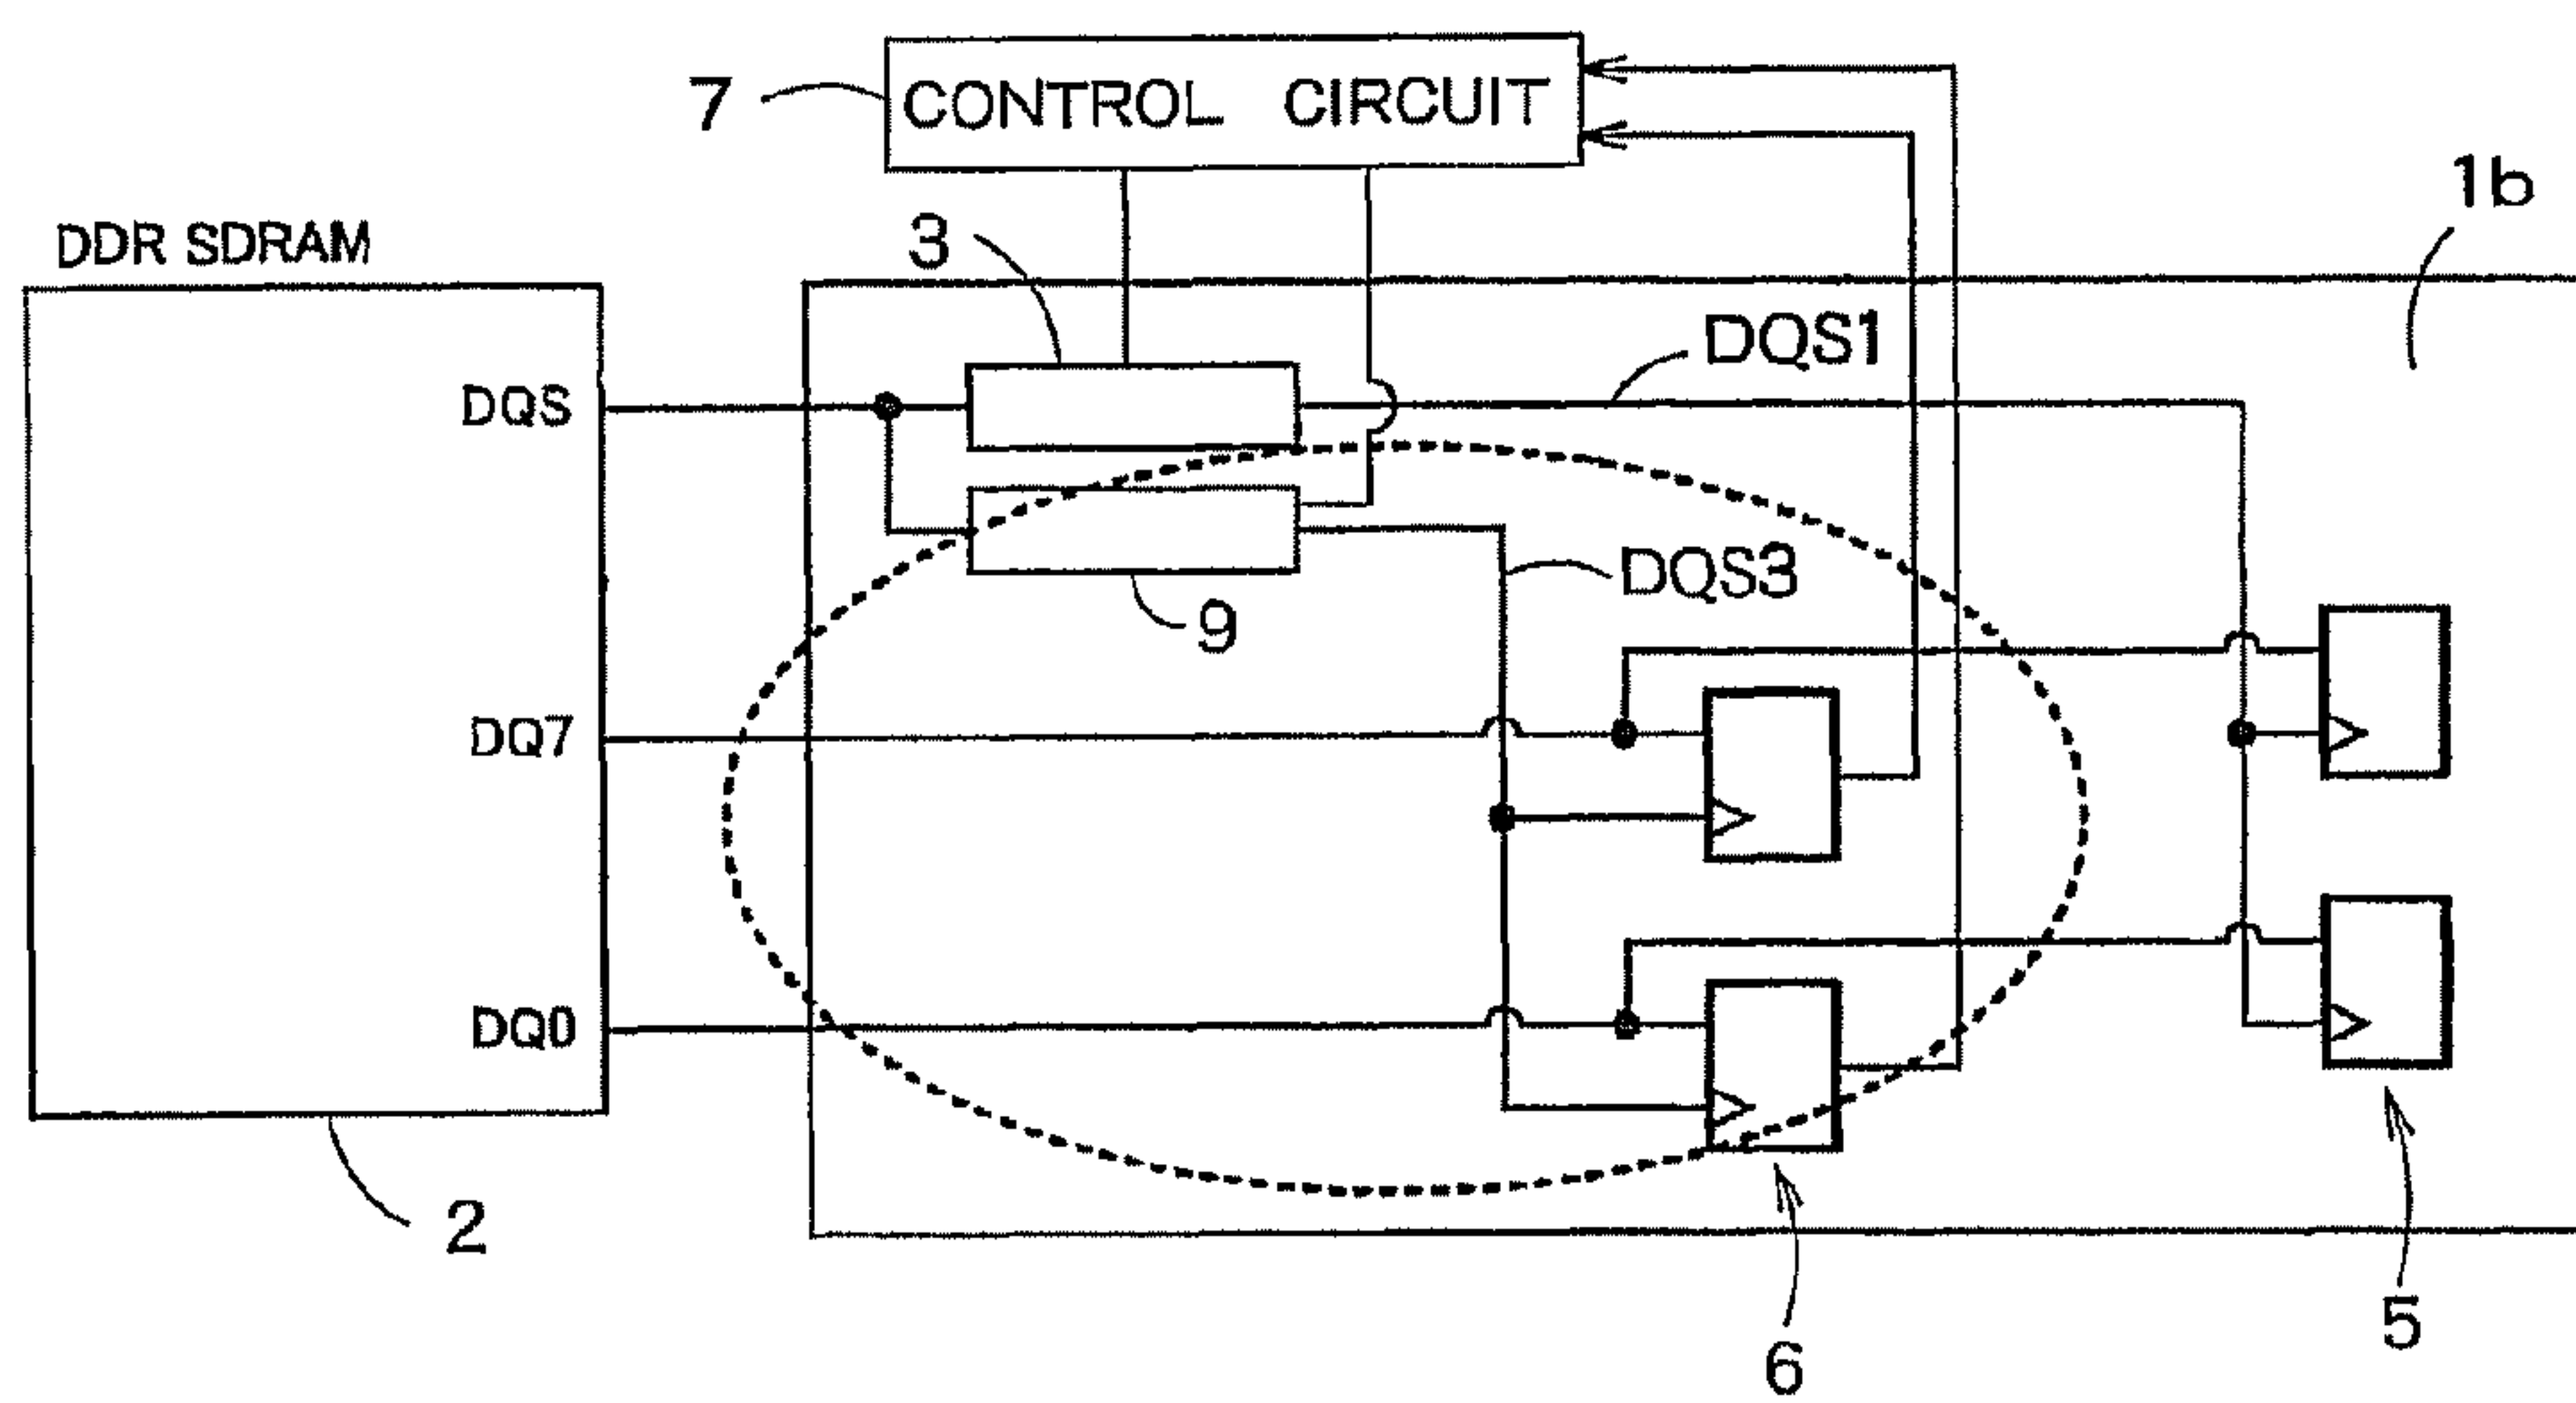 7
CONTROL CIRCUIT
1b
DDR SDRAM
3
DQS1
DQS
DQS3
9
DQ7
DQ0
2
5
6